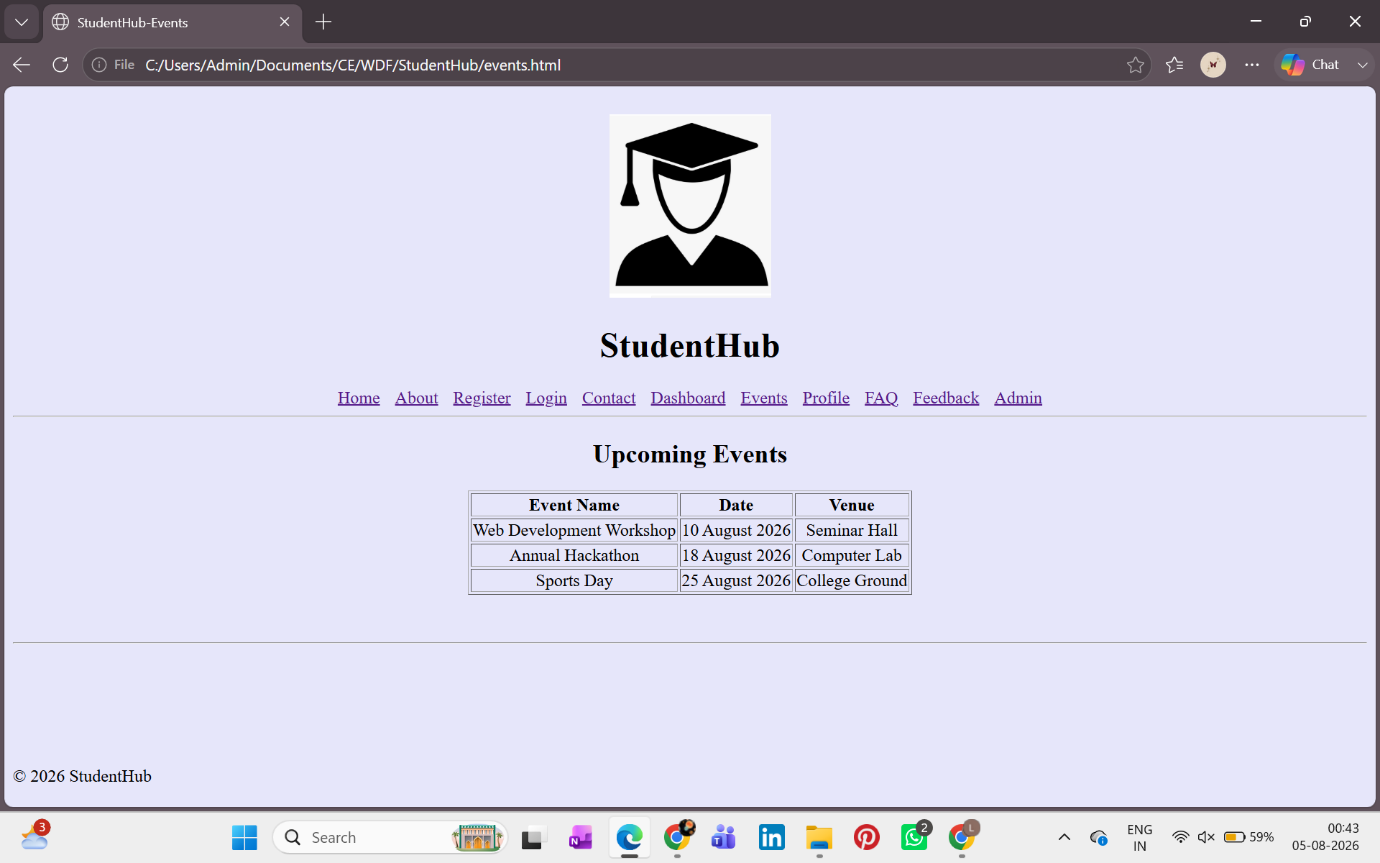 StudentHub-Events
File C:/Users/Admin/Documents/CE/WDF/StudentHub/events.html
Chat
StudentHub
Home About Register Login Contact Dashboard Events Profile FAQ Feedback Admin
Upcoming Events
Event Name Date Venue
Web Development Workshop 10 August 2026 Seminar Hall
Annual Hackathon 18 August 2026 Computer Lab
Sports Day 25 August 2026 College Ground
© 2026 StudentHub
3
Search
N
T
in
2
L
ENG
IN
59%
00:43
05-08-2026